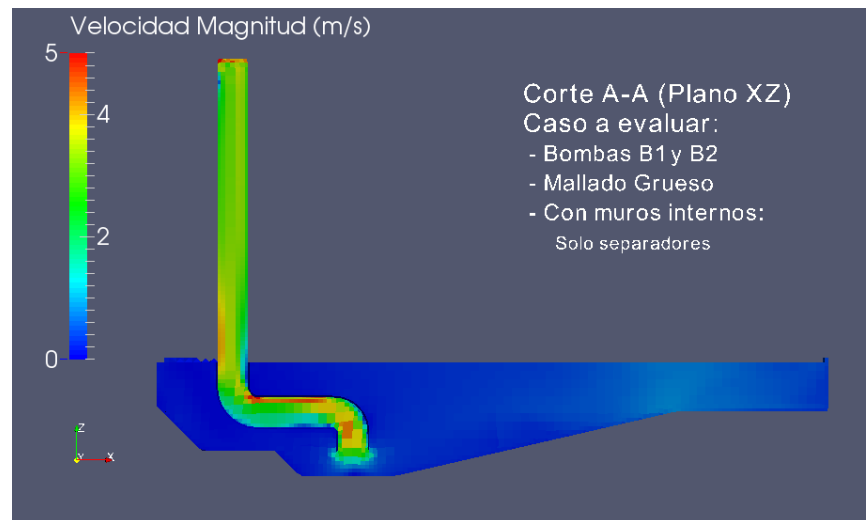 Velocidad Magnitud (m/s)
5
4
2
0
Corte A-A (Plano XZ)
Caso a evaluar:
- Bombas B1 y B2
- Mallado Grueso
- Con muros internos:
Solo separadores
Z
Y
X